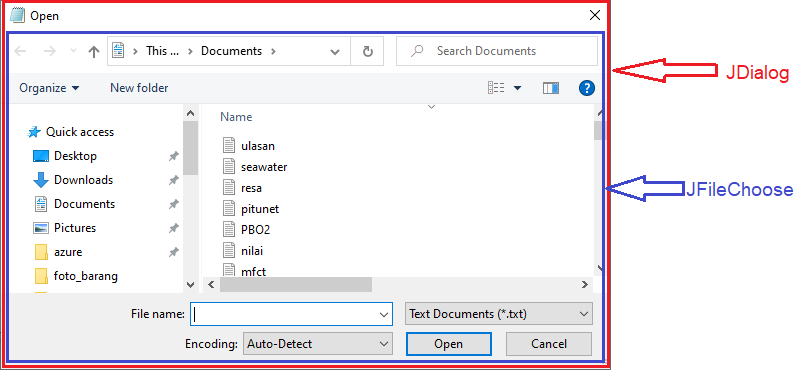 Open
This ... Documents
Search Documents
JDialog
Organize New folder
?
Name
Quick access
Desktop
Downloads
Documents
Pictures
azure
foto_barang
ulasan
seawater
resa
pitunet
PBO2
nilai
mfct
JFileChoose
File name: Text Documents (*.txt)
Encoding: Auto-Detect Open Cancel